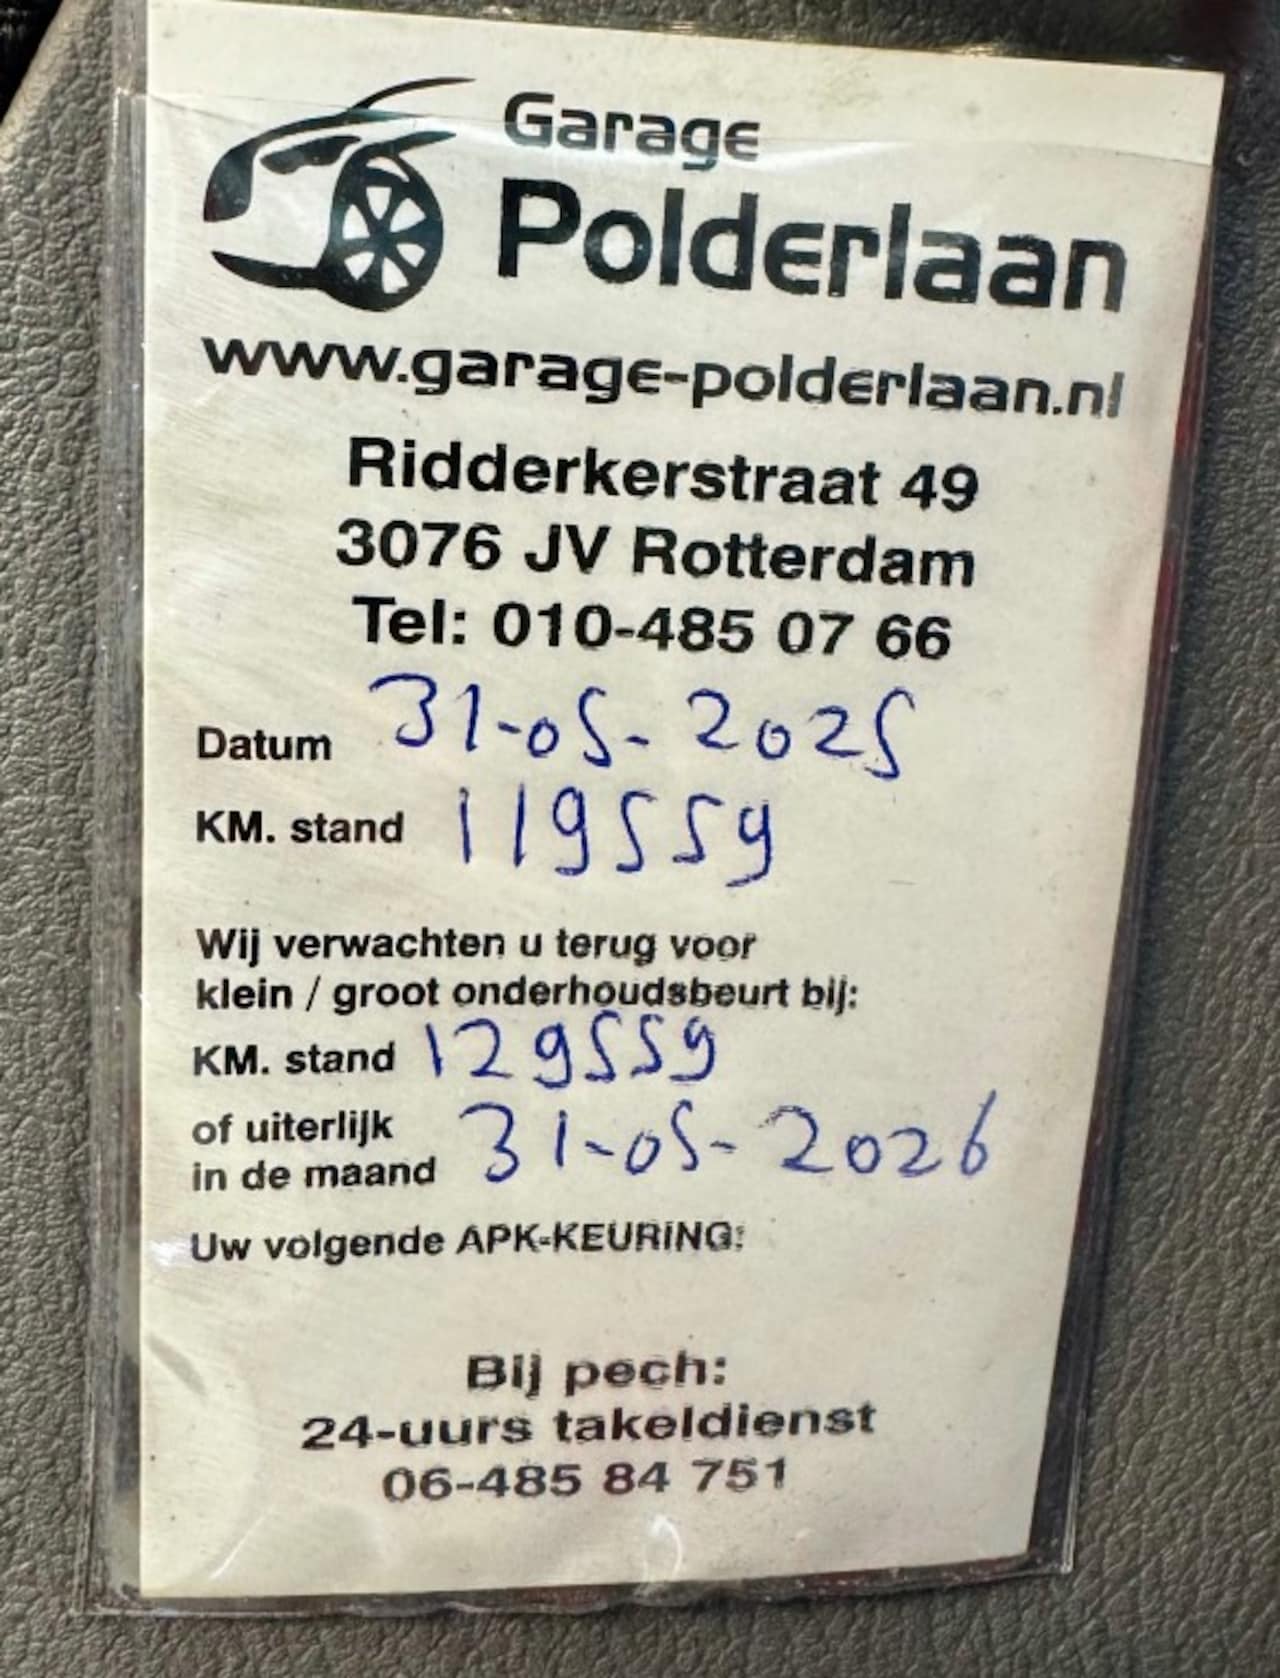 Garage
Polderlaan
www.garage-polderlaan.nl
Ridderkerstraat 49
3076 JV Rotterdam
Tel: 010-485 07 66
Datum 31-05-2025
KM. stand 119559
Wij verwachten u terug voor
klein / groot onderhoudsbeurt bij:
KM. stand 129559
of uiterlijk
in de maand 31-05-2026
Uw volgende APK-KEURING:
Bij pech:
24-uurs takeldienst
06-485 84 751